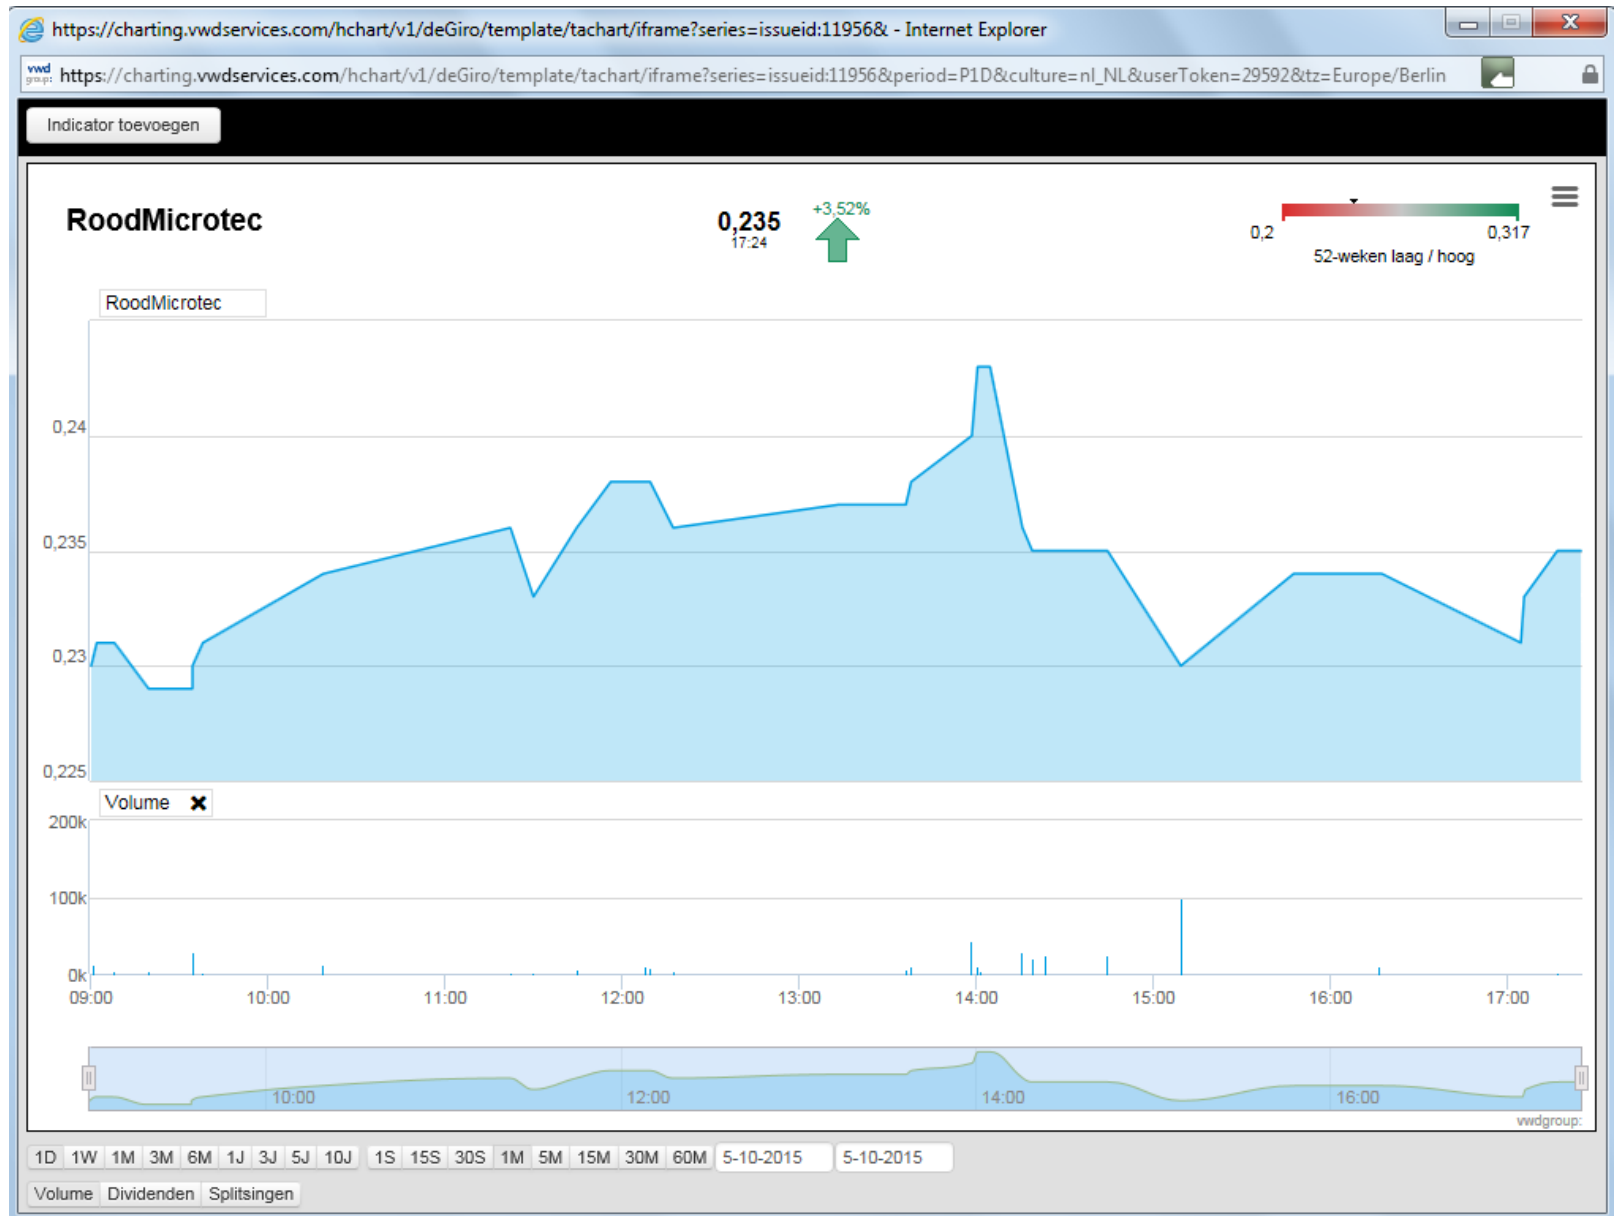 https://charting.vwdservices.com/hchart/v1/deGiro/template/tachart/iframe?series=issueid:11956& - Internet Explorer
vwd group: https://charting.vwdservices.com/hchart/v1/deGiro/template/tachart/iframe?series=issueid:11956&period=P1D&culture=nl_NL&userToken=29592&tz=Europe/Berlin
Indicator toevoegen
RoodMicrotec
0,235
17:24
+3,52%
0,2 0,317
52-weken laag / hoog
RoodMicrotec
0,24
0,235
0,23
0,225
Volume
200k
100k
0k
09:00 10:00 11:00 12:00 13:00 14:00 15:00 16:00 17:00
10:00 12:00 14:00 16:00
vwdgroup:
1D 1W 1M 3M 6M 1J 3J 5J 10J 1S 15S 30S 1M 5M 15M 30M 60M 5-10-2015 5-10-2015
Volume Dividenden Splitsingen